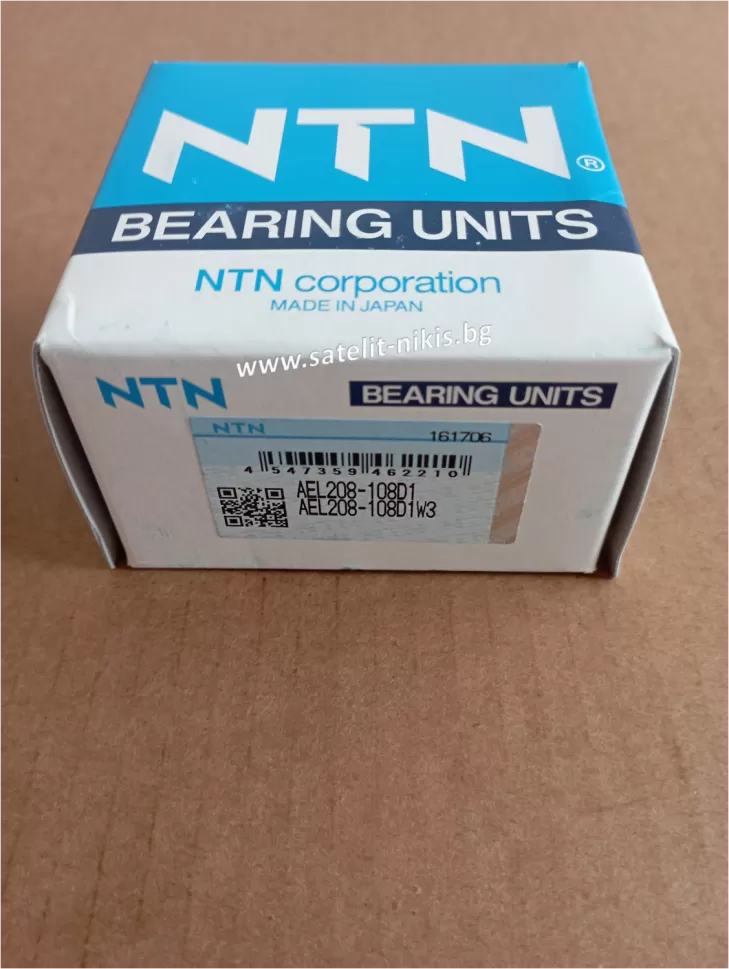 NTN®
BEARING UNITS
NTN corporation
MADE IN JAPAN
www.satelit-nikis.bg
NTN BEARING UNITS
NTN 161706
4 547359 462210
AEL208-108D1
AEL208-108D1W3